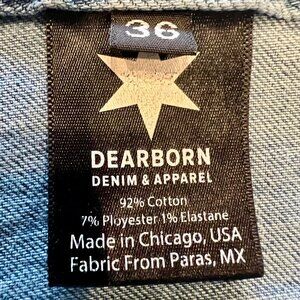 36
DEARBORN
DENIM & APPAREL
92% Cotton
7% Ployester 1% Elastane
Made in Chicago, USA
Fabric From Paras, MX